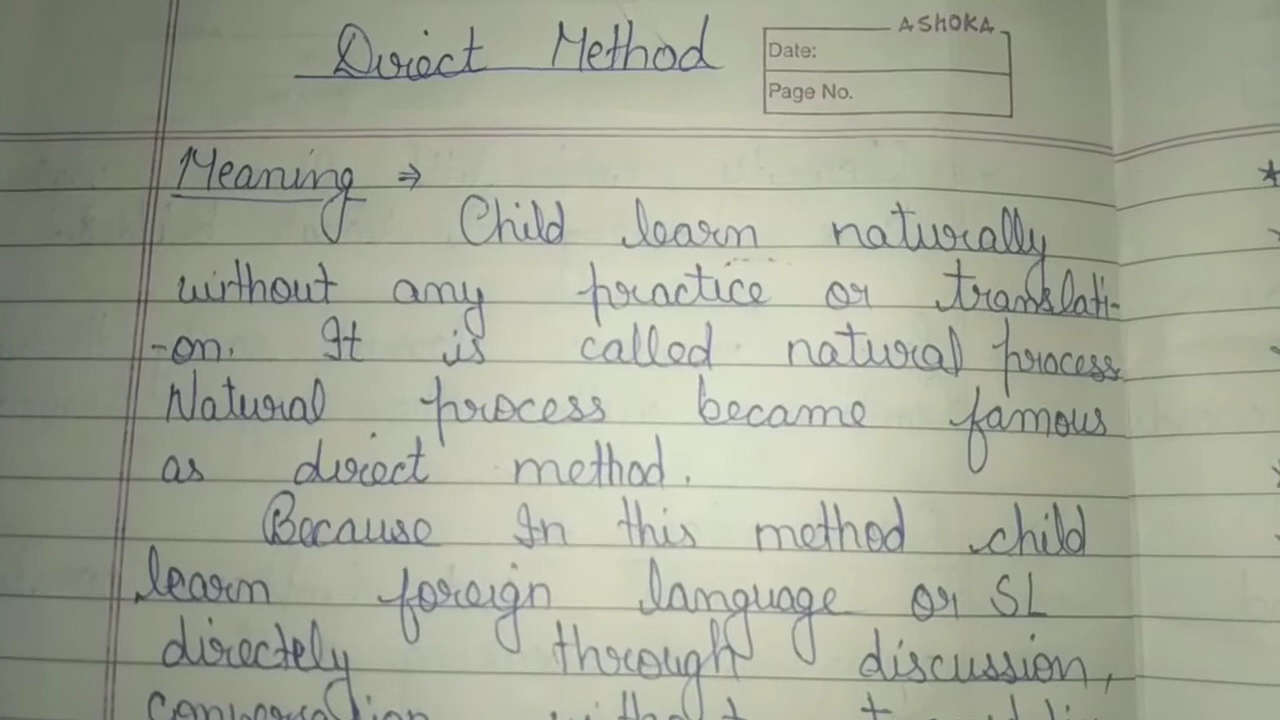 Direct Method
ASHOKA
Date:
Page No.
Meaning ⇒
Child learn naturally
without any practice or translati-
-on. It is called natural process
Natural process became famous
as direct method.
Because In this method child
learn foreign language or SL
directely through discussion,